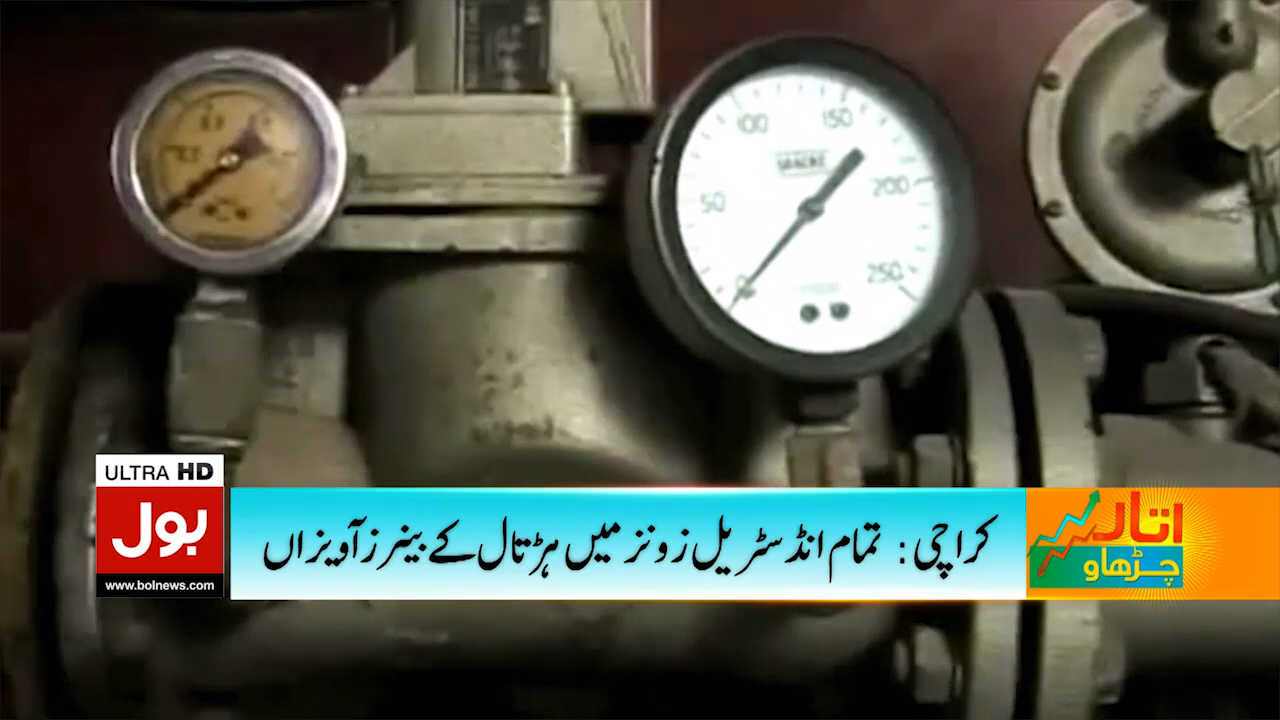 100
150
50
200
0
250
ULTRA HD
بول
www.bolnews.com
کراچی: تمام انڈسٹریل زونز میں ہڑتال کے بینرز آویزاں
اتار
چڑھاو